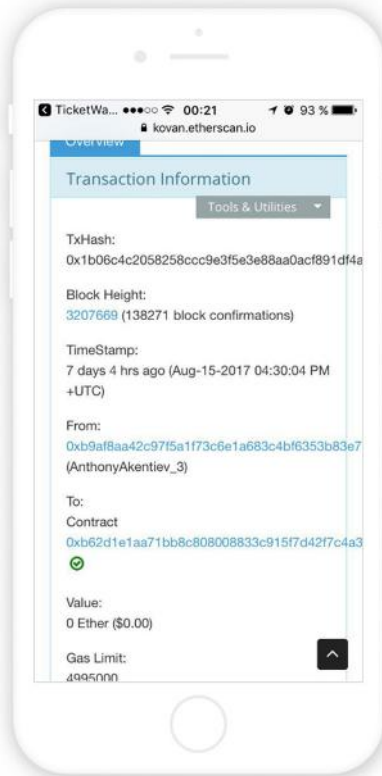 TicketWa... 00:21 93 %
kovan.etherscan.io
Overview
Transaction Information
Tools & Utilities
TxHash:
0x1b06c4c2058258ccc9e3f5e3e88aa0acf891df4a
Block Height:
3207669 (138271 block confirmations)
TimeStamp:
7 days 4 hrs ago (Aug-15-2017 04:30:04 PM
+UTC)
From:
0xb9af8aa42c97f5a1f73c6e1a683c4bf6353b83e7
(AnthonyAkentiev_3)
To:
Contract
0xb62d1e1aa71bb8c808008833c915f7d42f7c4a3
Value:
0 Ether ($0.00)
Gas Limit:
4995000